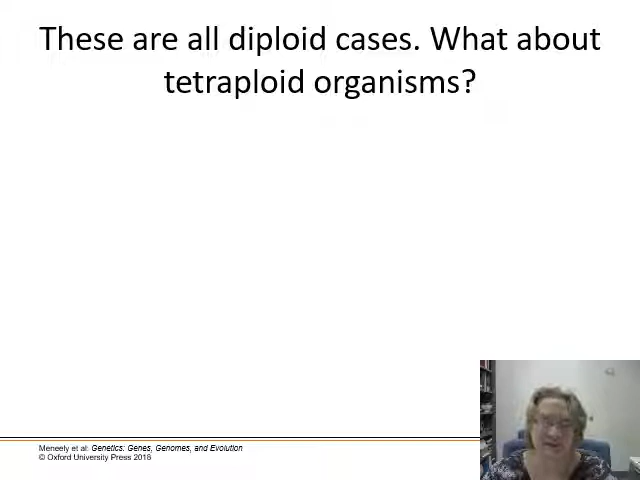 These are all diploid cases. What about
tetraploid organisms?
Meneely et al: Genetics: Genes, Genomes, and Evolution
© Oxford University Press 2018